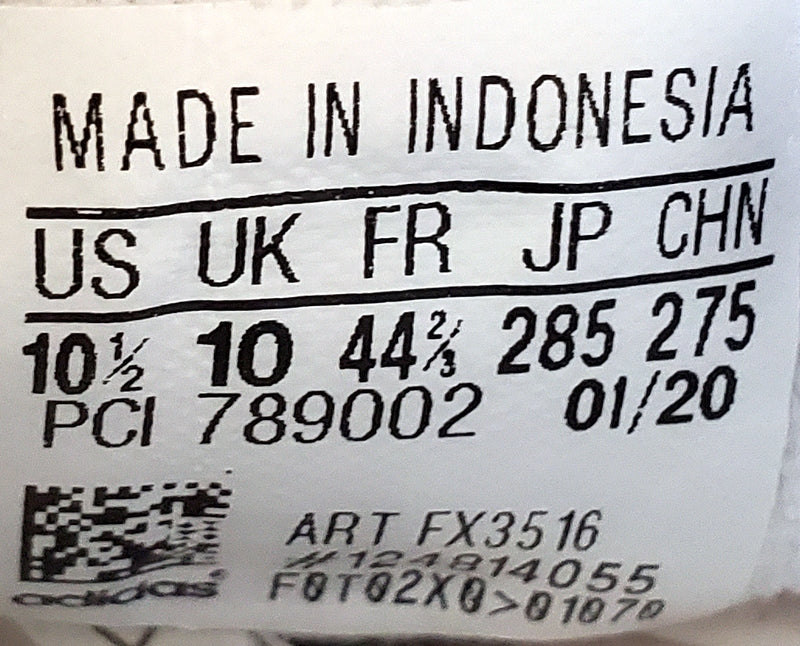 MADE IN INDONESIA
US UK FR JP CHN
10½ 10 44⅔ 285 275
PCI 789002 01/20
ART FX3516
#124814055
adidas F0T02X0>01070